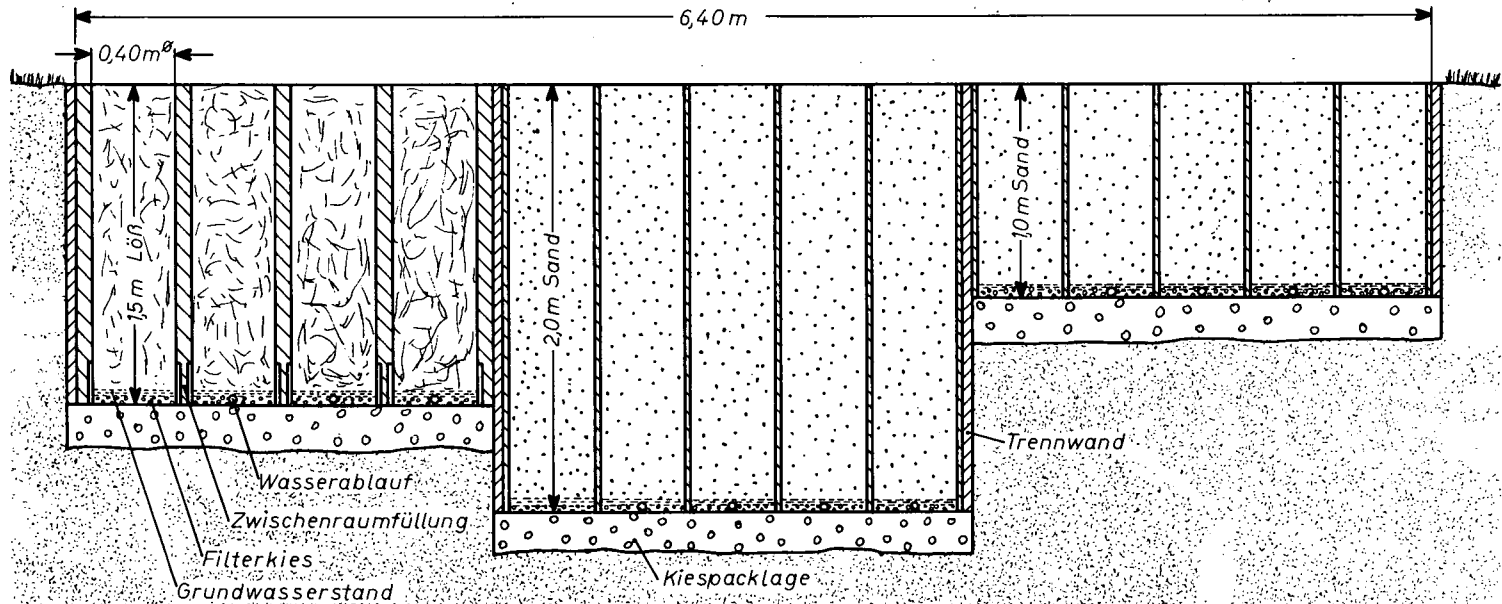 6,40 m
0,40 m ø
1,5 m Löß
2,0 m Sand
1,0 m Sand
Trennwand
Wasserablauf
Zwischenraumfüllung
Filterkies
Kiespacklage
Grundwasserstand